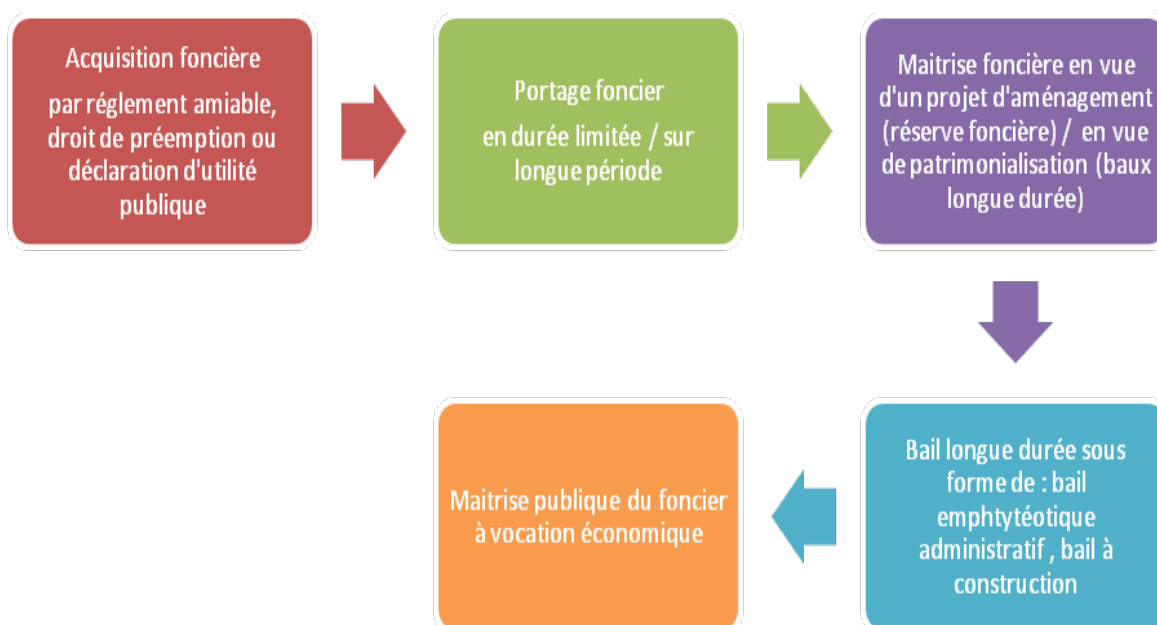 Acquisition foncière
par réglement amiable,
droit de préemption ou
déclaration d'utilité
publique
Portage foncier
en durée limitée / sur
longue période
Maitrise foncière en vue
d'un projet d'aménagement
(réserve foncière) / en vue
de patrimonialisation (baux
longue durée)
Bail longue durée sous
forme de : bail
emphtytéotique
administratif , bail à
construction
Maitrise publique du foncier
à vocation économique